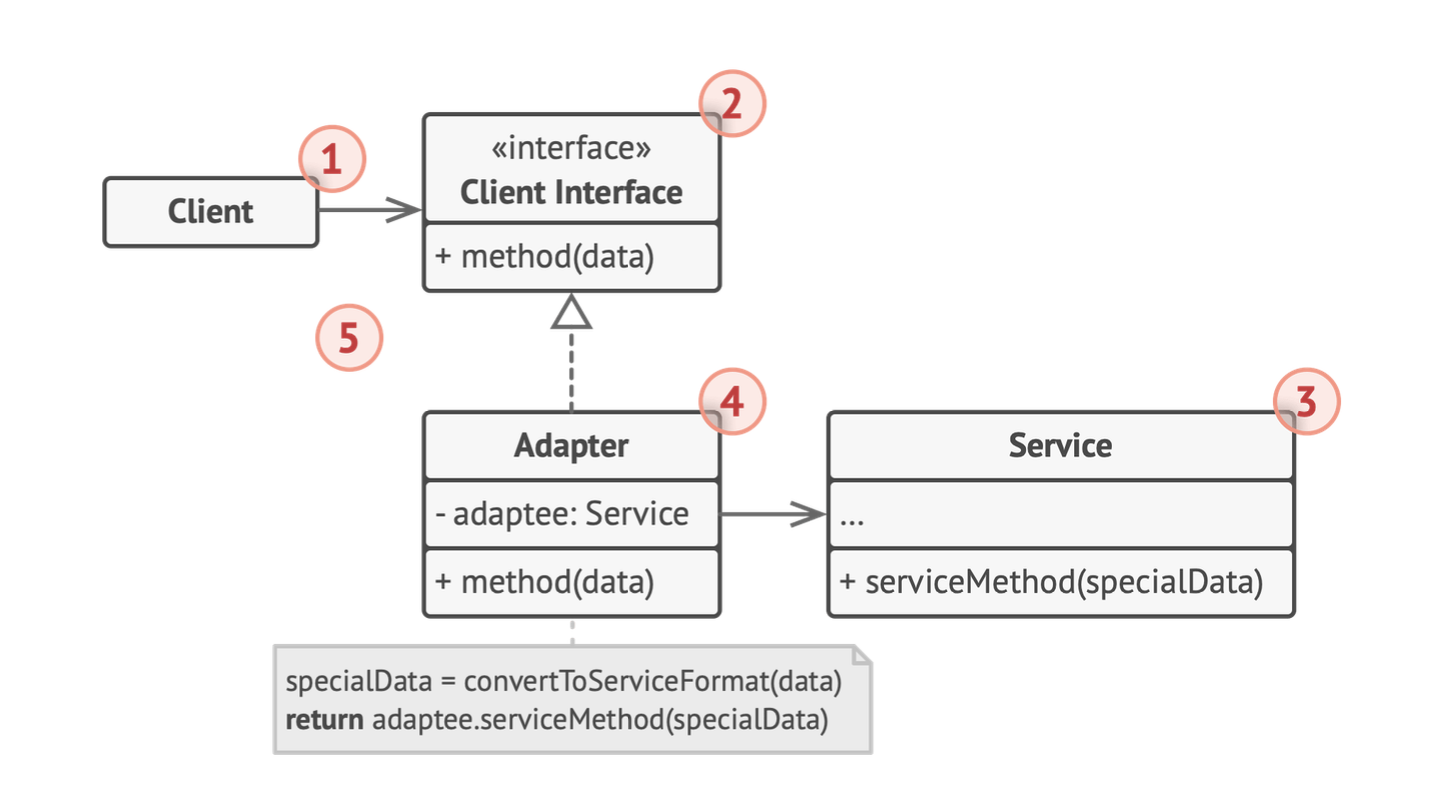 1
Client
2
«interface»
Client Interface
+ method(data)
5
4
Adapter
- adaptee: Service
+ method(data)
3
Service
...
+ serviceMethod(specialData)
specialData = convertToServiceFormat(data)
return adaptee.serviceMethod(specialData)